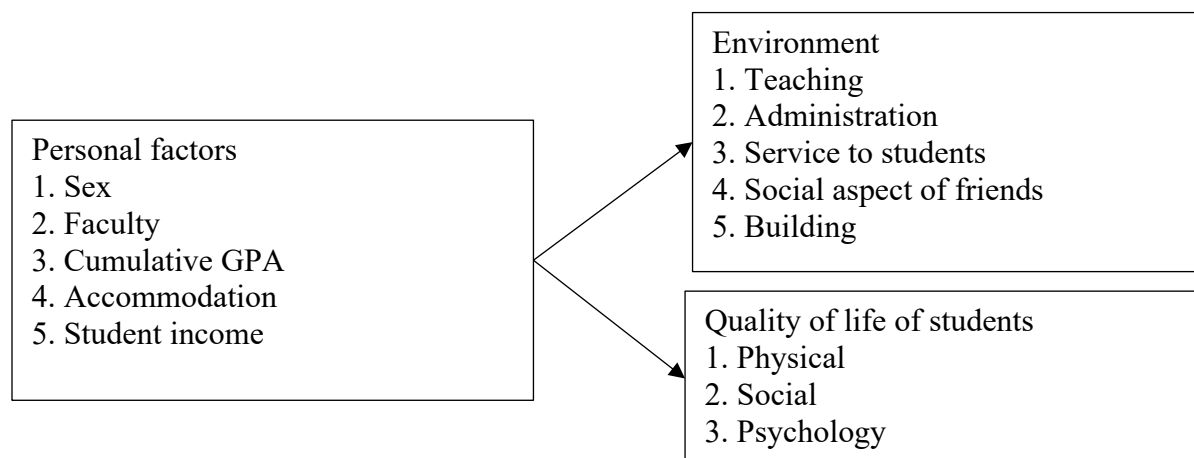 Personal factors
1. Sex
2. Faculty
3. Cumulative GPA
4. Accommodation
5. Student income
Environment
1. Teaching
2. Administration
3. Service to students
4. Social aspect of friends
5. Building
Quality of life of students
1. Physical
2. Social
3. Psychology